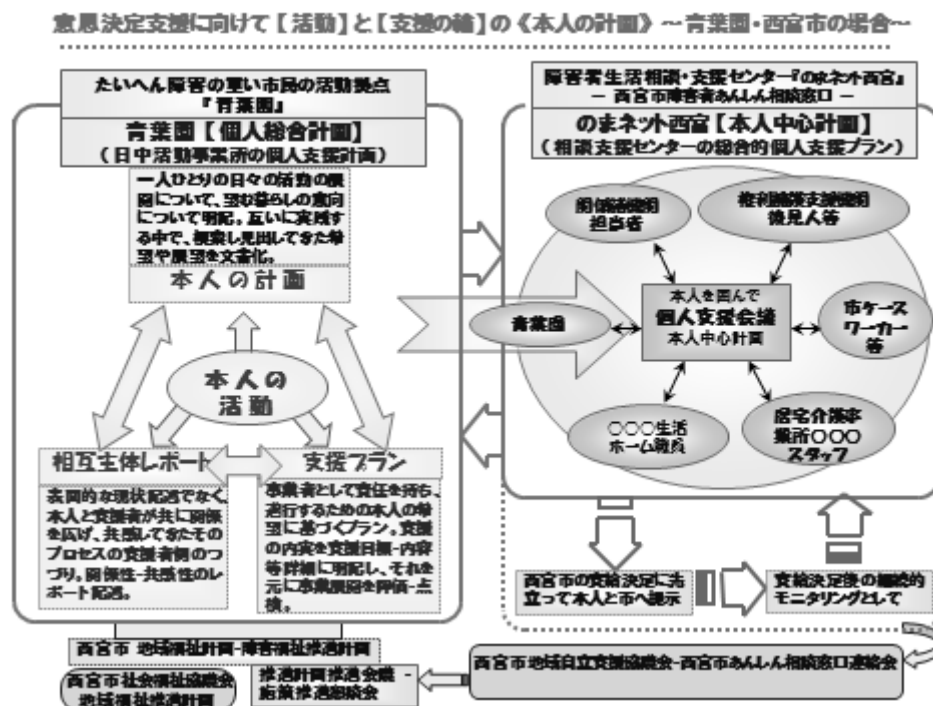 意思決定支援に向けて【活動】と【支援の輪】の《本人の計画》～青葉園・西宮市の場合～
たいへん障害の重い市民の活動拠点
『青葉園』
青葉園【個人総合計画】
（日中活動事業所の個人支援計画）
一人ひとりの日々の活動の展
開について、望む暮らしの意向
について明記。互いに実践す
る中で、模索し見出してきた希
望や展望を文書化。
本人の計画
本人の
活動
相互主体レポート
表面的な現状記述でなく、
本人と支援者が共に関係
を広げ、共感してきたその
プロセスの支援者側のつ
づり。関係性-共感性のレ
ポート記述。
支援プラン
事業者として責任を持ち、
遂行するための本人の希
望に基づくプラン。支援
の内実を支援目標-内容
等詳細に明記し、それを
元に事業展開を評価-点
検。
障害者生活相談・支援センター『のまネット西宮』
－ 西宮市障害者あんしん相談窓口 －
のまネット西宮【本人中心計画】
（相談支援センターの総合的個人支援プラン）
関係諸機関
担当者
権利擁護支援機関
後見人等
青葉園
本人を囲んで
個人支援会議
本人中心計画
市ケース
ワーカー
等
〇〇〇生活
ホーム職員
居宅介護事
業所〇〇〇
スタッフ
西宮市の支給決定に先
立って本人と市へ提示
支給決定後の継続的
モニタリングとして
西宮市 地域福祉計画-障害福祉推進計画
西宮市社会福祉協議会
地域福祉推進計画
推進計画推進会議－
施策推進懇談会
西宮市地域自立支援協議会-西宮市あんしん相談窓口連絡会